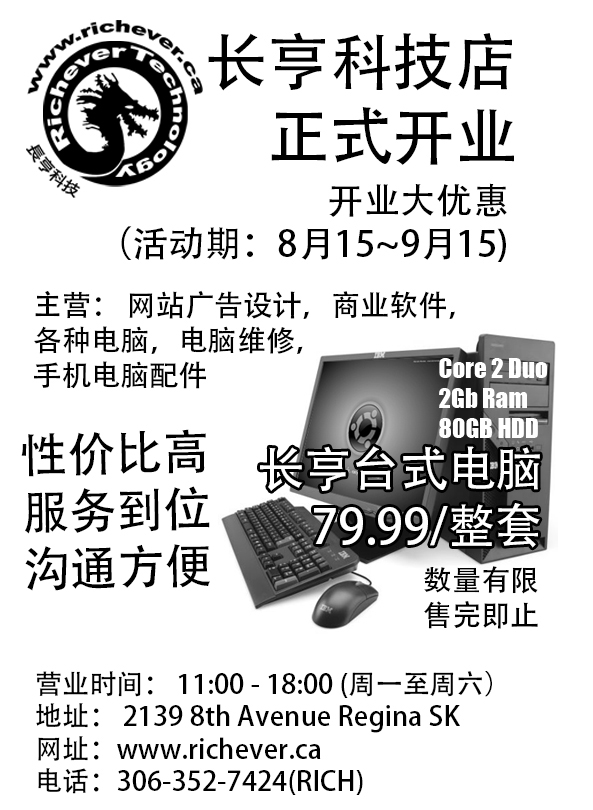 www.richever.ca
Richever Technology
長亨科技
长亨科技店
正式开业
开业大优惠
（活动期：8月15~9月15)
主营： 网站广告设计， 商业软件，
各种电脑， 电脑维修，
手机电脑配件
IBM
Core 2 Duo
2Gb Ram
80GB HDD
性价比高
服务到位
沟通方便
长亨台式电脑
79.99/整套
IBM
IBM
数量有限
售完即止
营业时间： 11:00 - 18:00 (周一至周六）
地址： 2139 8th Avenue Regina SK
网址：www.richever.ca
电话：306-352-7424(RICH)